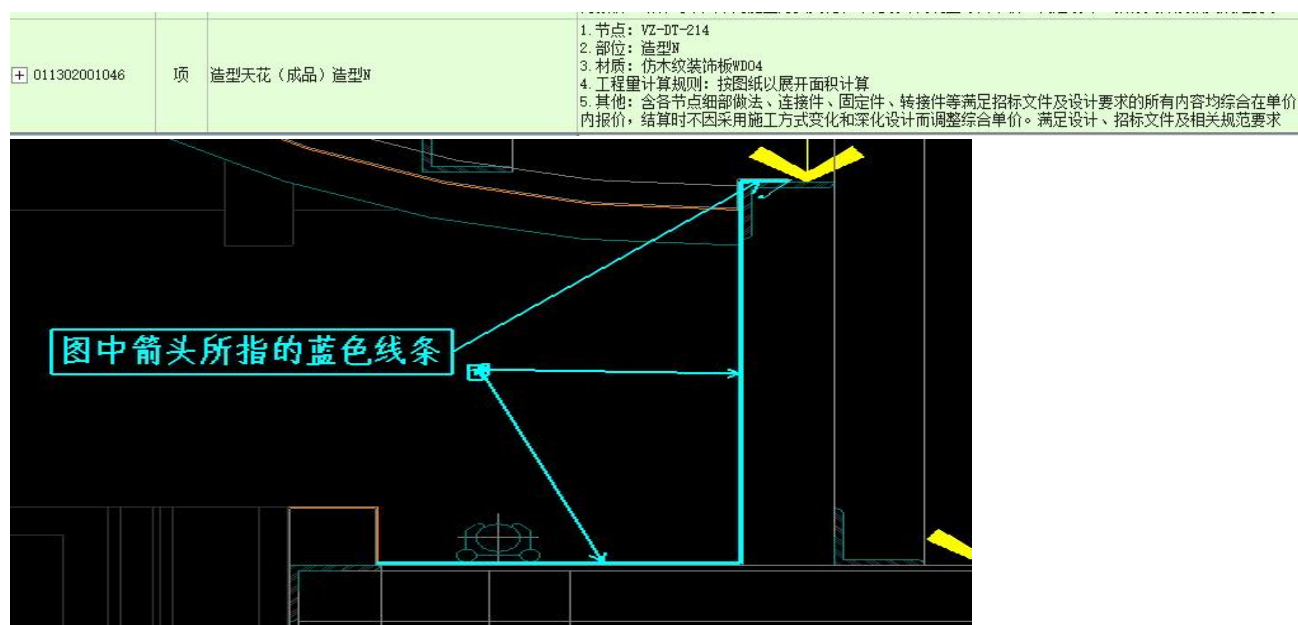 011302001046
项
造型天花（成品）造型N
1.节点：VZ-DT-214
2.部位：造型N
3.材质：仿木纹装饰板WD04
4.工程量计算规则：按图纸以展开面积计算
5.其他：含各节点细部做法、连接件、固定件、转接件等满足招标文件及设计要求的所有内容均综合在单价
内报价，结算时不因采用施工方式变化和深化设计而调整综合单价。满足设计、招标文件及相关规范要求
图中箭头所指的蓝色线条